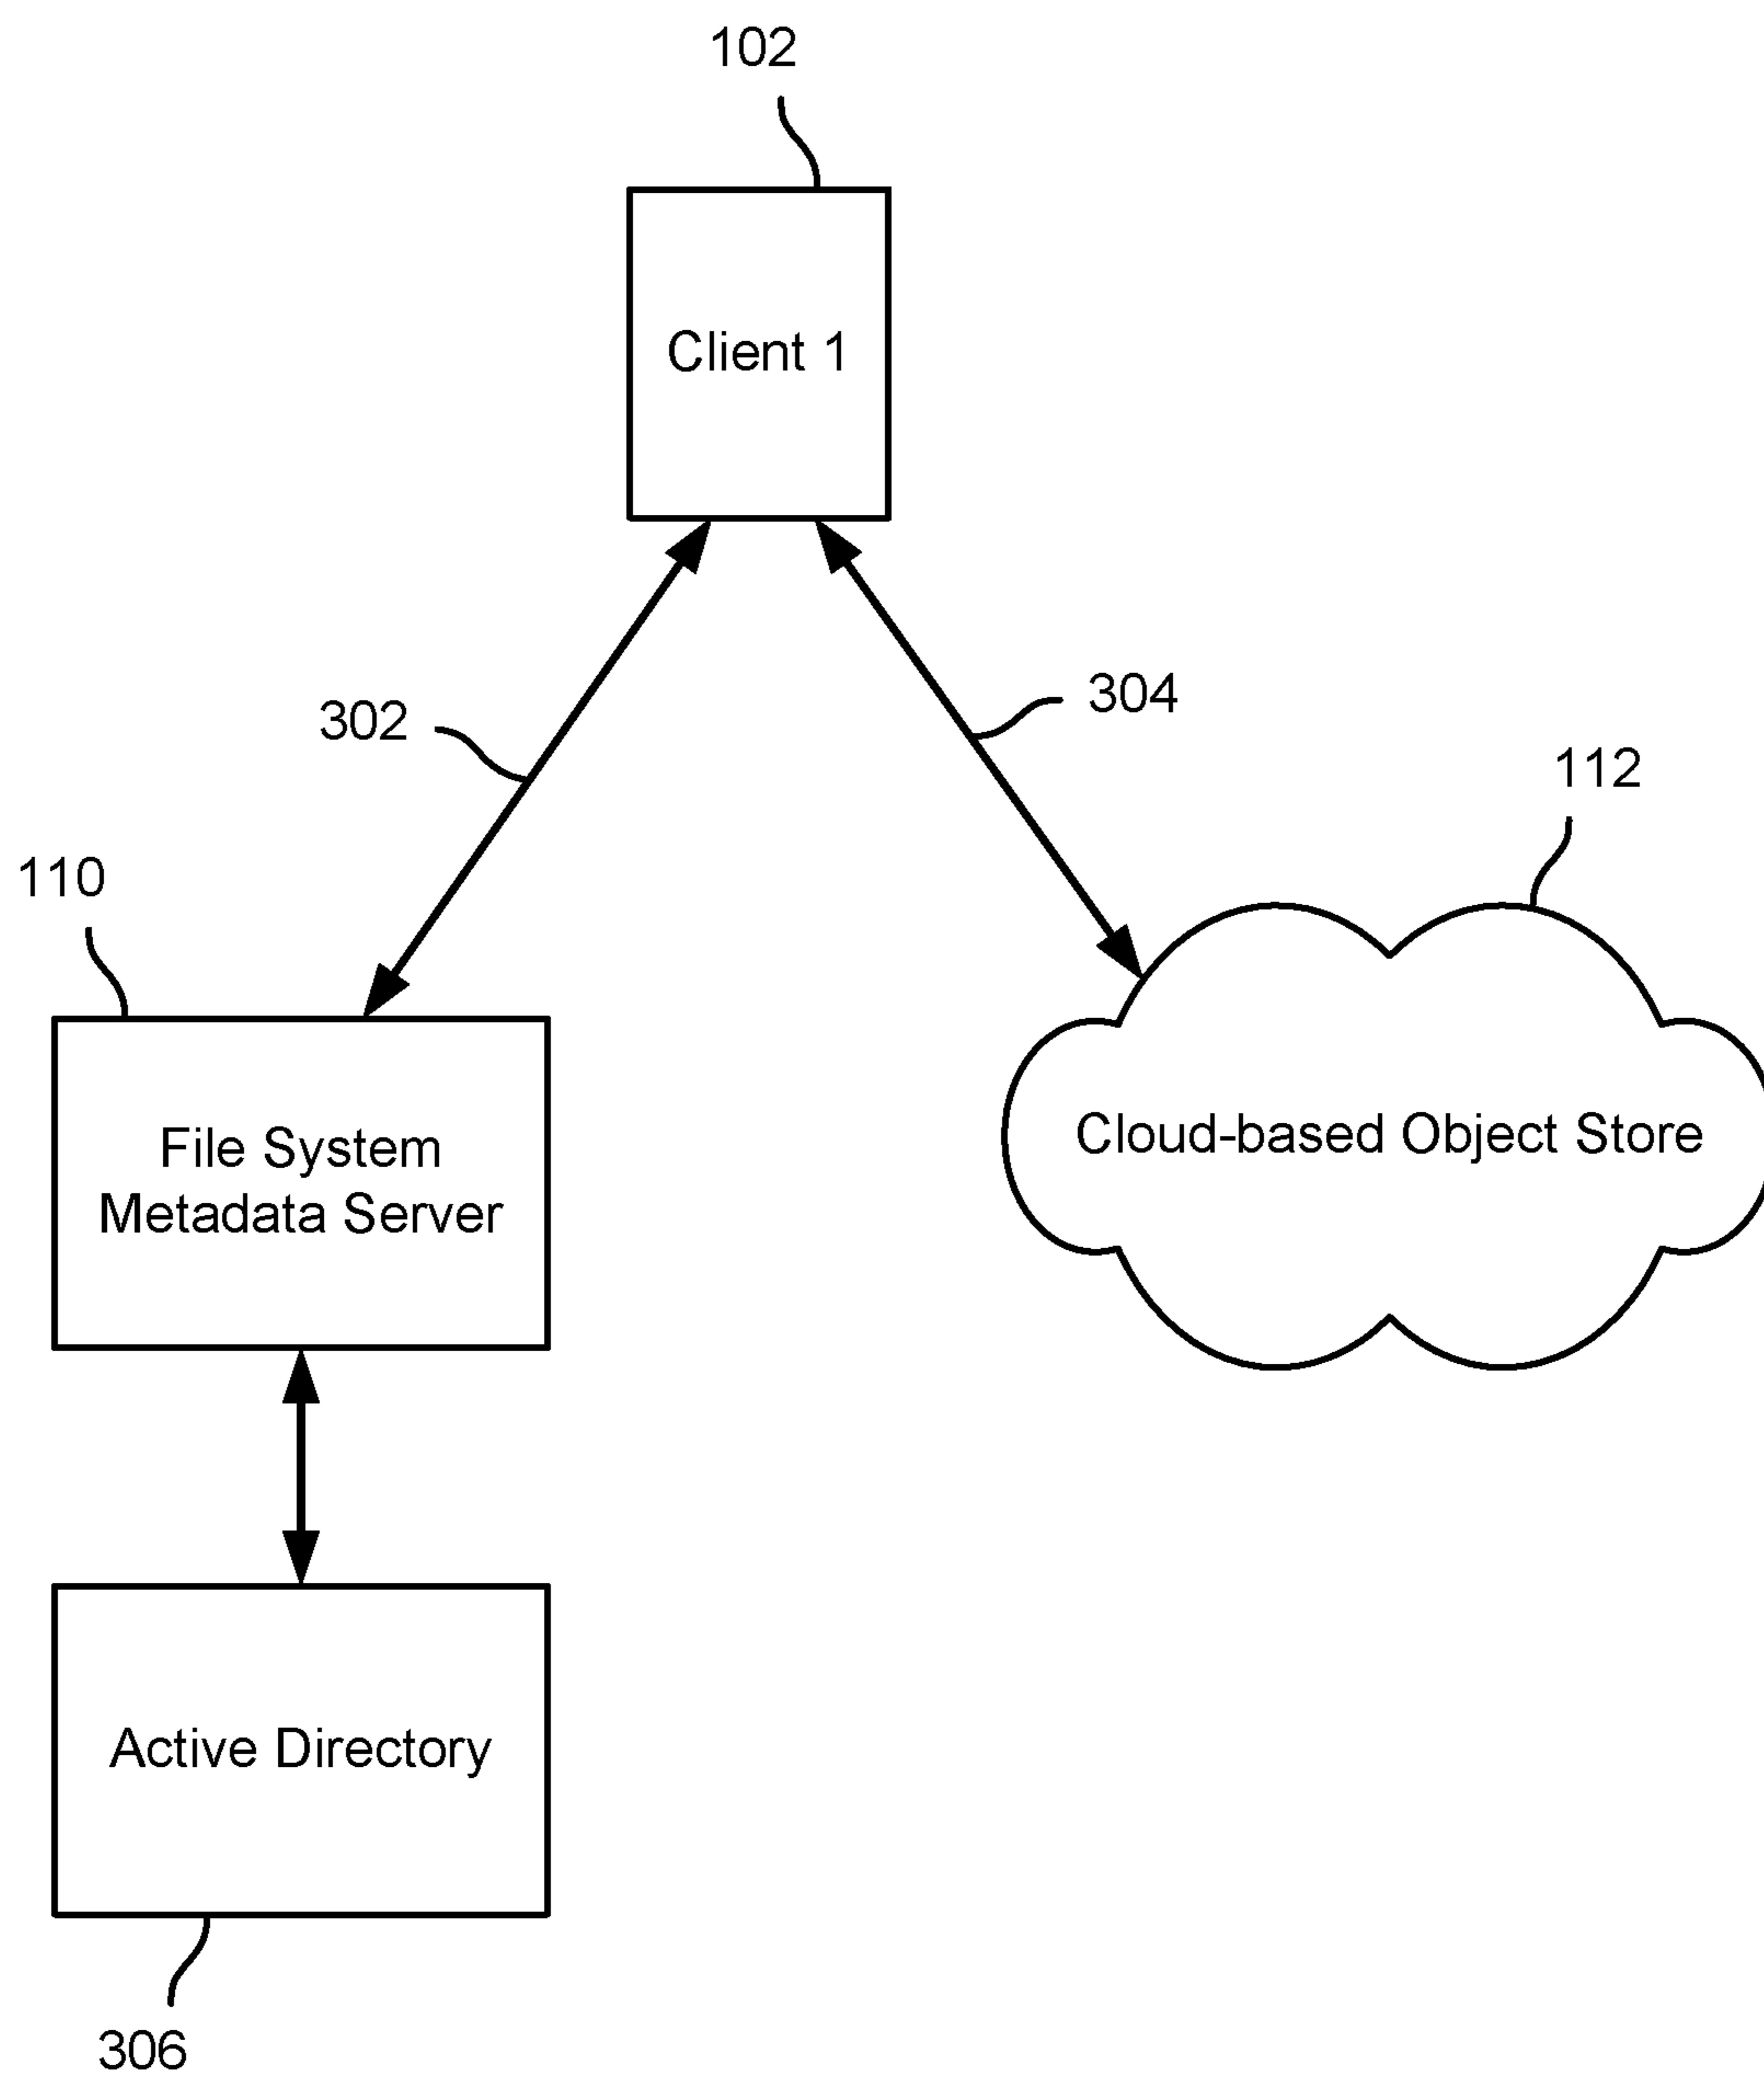 102
Client 1
302
304
112
110
File System
Metadata Server
Cloud-based Object Store
Active Directory
306